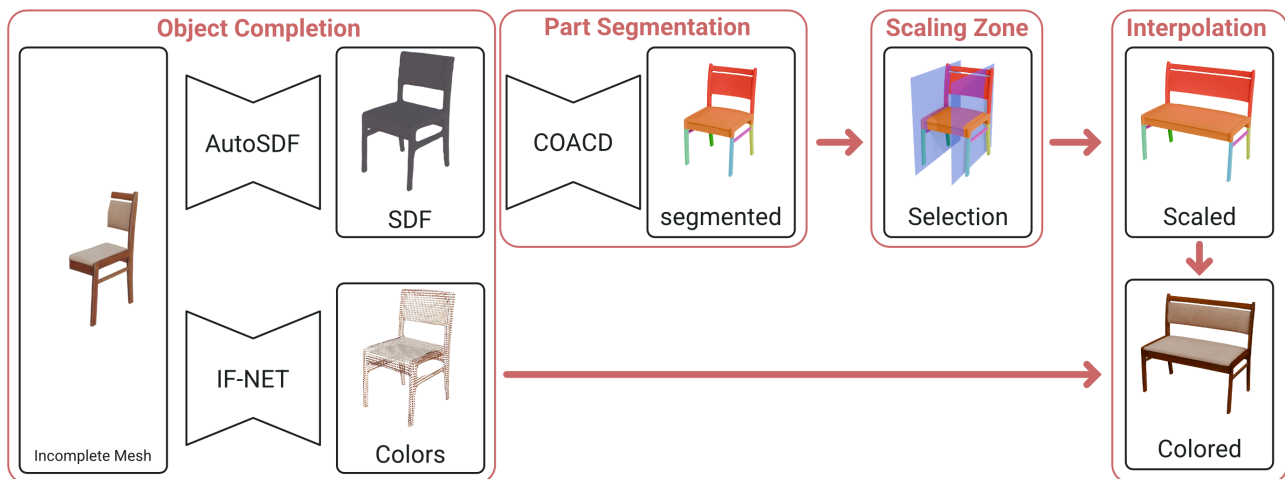 Object Completion
Part Segmentation
Scaling Zone
Interpolation
AutoSDF
SDF
COACD
segmented
Selection
Scaled
Incomplete Mesh
IF-NET
Colors
Colored